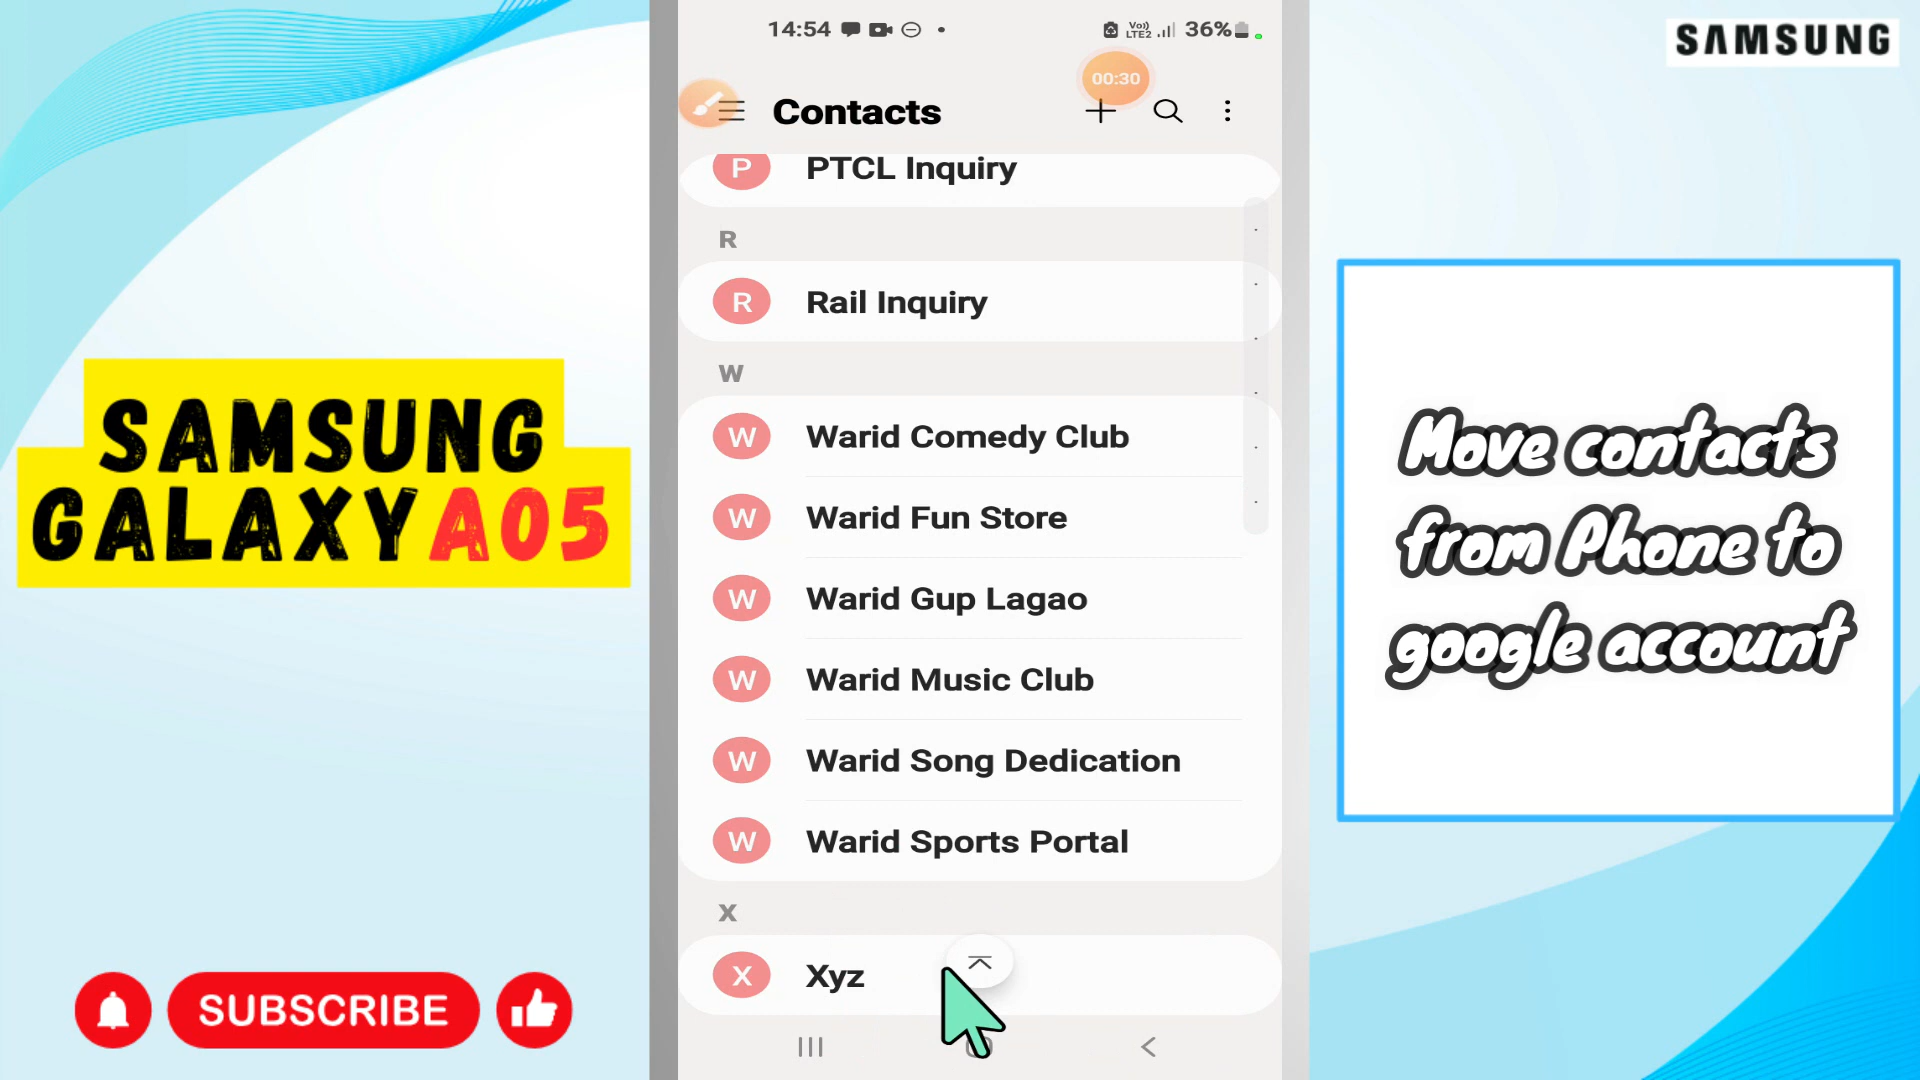 SAMSUNG
14:54
Vo))
LTE2
36%
00:30
Contacts
P
PTCL Inquiry
R
R
Rail Inquiry
W
W
Warid Comedy Club
W
Warid Fun Store
W
Warid Gup Lagao
W
Warid Music Club
W
Warid Song Dedication
W
Warid Sports Portal
X
X
Xyz
SAMSUNG
GALAXY A05
SUBSCRIBE
Move contacts
from Phone to
google account